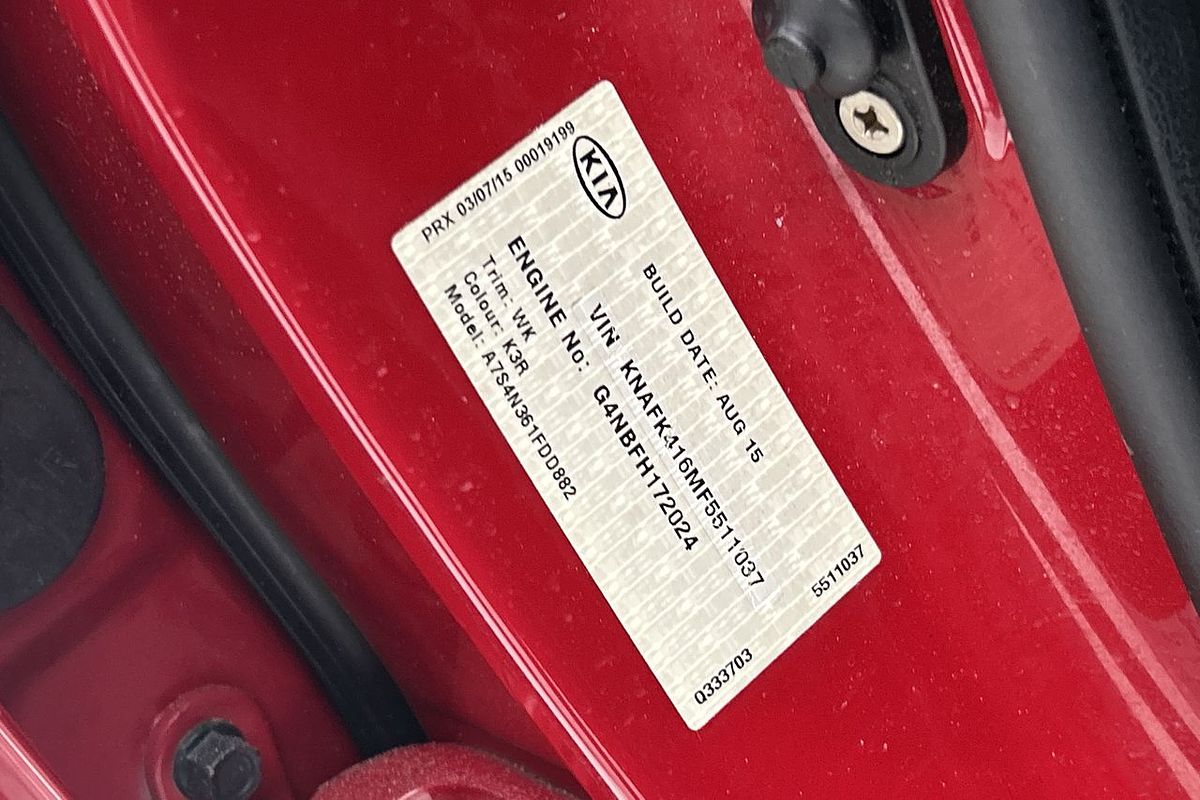 KIA
BUILD DATE: AUG 15
VIN KNAFK416MF5511037
ENGINE No: G4NBFH172024
Trim: WK
Colour: K3R
Model: A7S4N361FDD882
PRX 03/07/15 00019199
Q333703
5511037